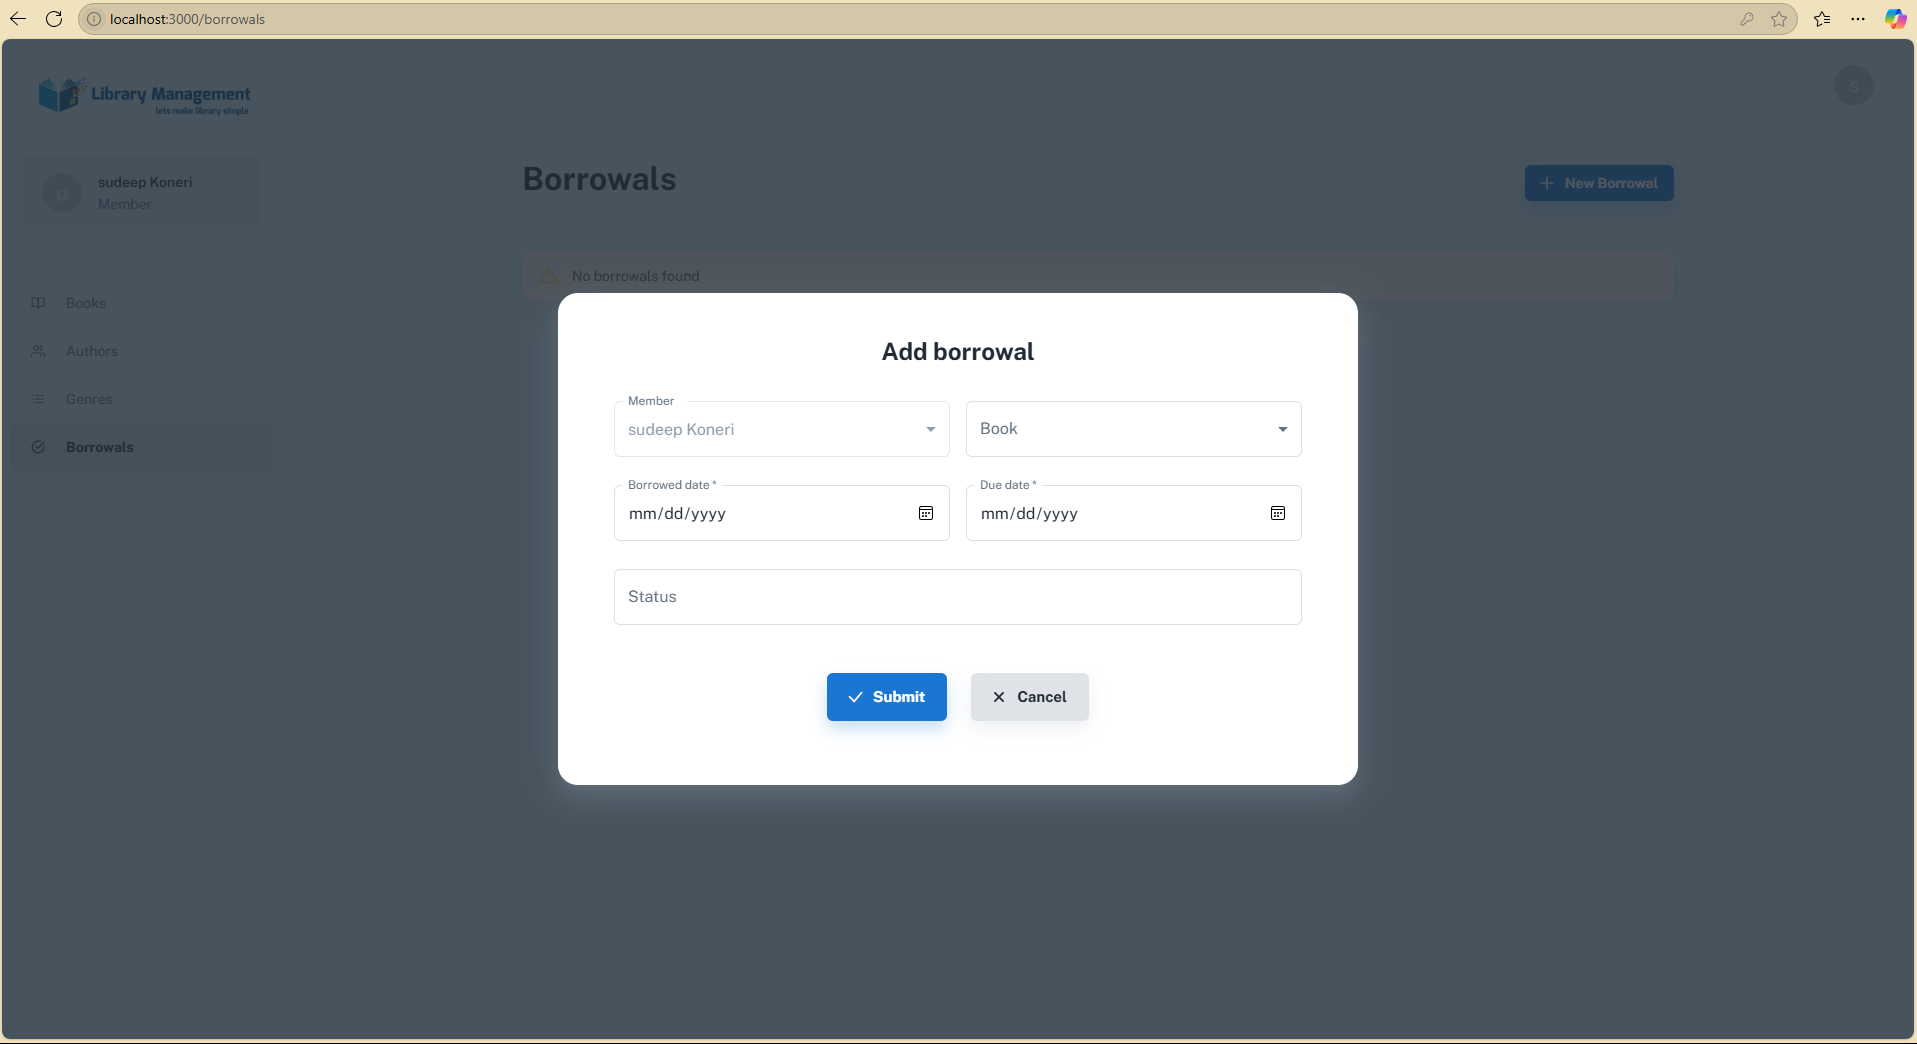 localhost:3000/borrowals
Library Management
lets make library simple
s
p
sudeep Koneri
Member
Borrowals
New Borrowal
No borrowals found
Books
Authors
Genres
Borrowals
Add borrowal
Member
sudeep Koneri
Book
Borrowed date *
mm/dd/yyyy
Due date *
mm/dd/yyyy
Status
Submit
Cancel